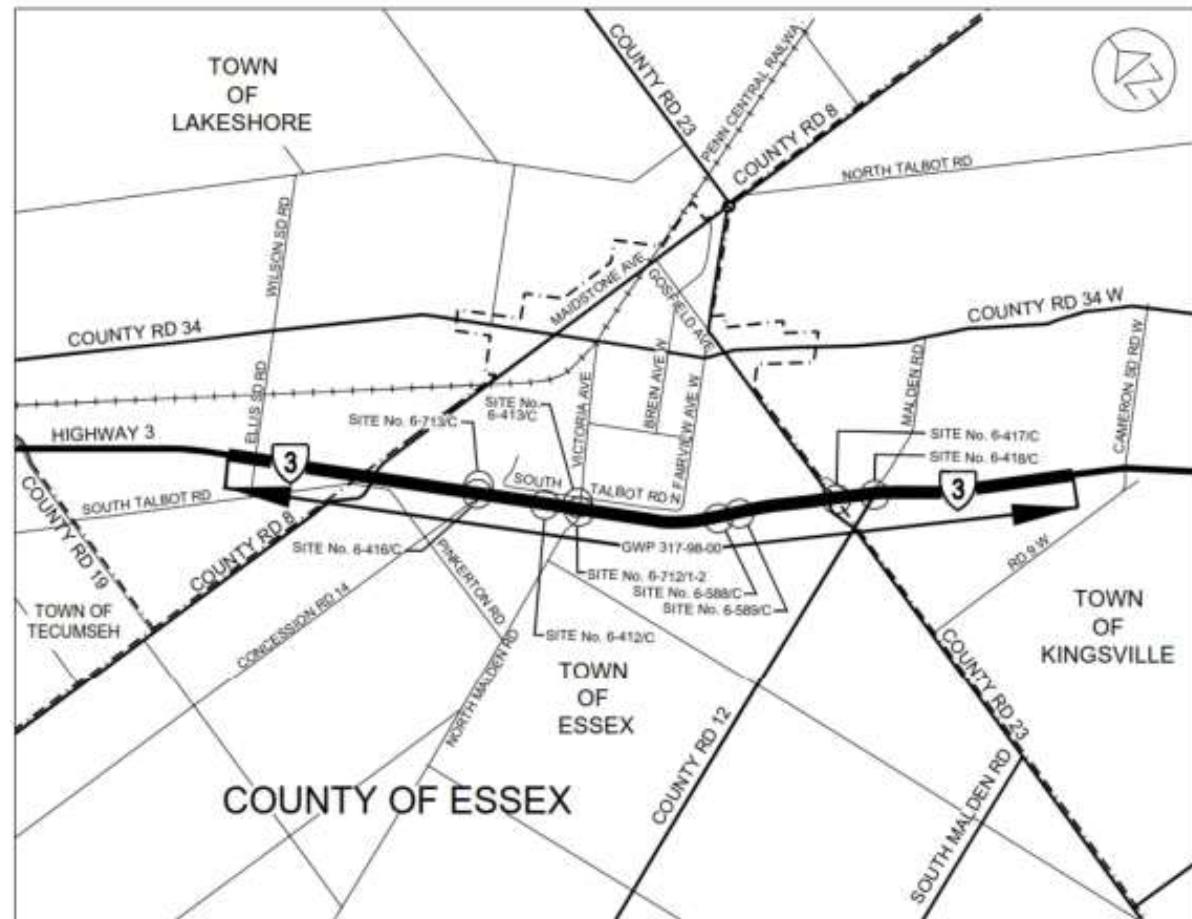 TOWN
OF
LAKESHORE
COUNTY RD 23
PENN CENTRAL RAILWA
COUNTY RD 8
NORTH TALBOT RD
WILSON SD RD
MAIDSTONE AVE
GOSFIELD AVE
COUNTY RD 34
COUNTY RD 34 W
ELLIS SD RD
SITE No. 6-713/C
SITE No.
6-413/C
VICTORIA AVE
BREIN AVE W
FAIRVIEW AVE W
MALDEN RD
CAMERON SD RD W
HIGHWAY 3
3
SITE No. 6-417/C
SITE No. 6-418/C
3
SOUTH
TALBOT RD N
SOUTH TALBOT RD
COUNTY RD 19
COUNTY RD 8
SITE No. 6-416/C
PINKERTON RD
GWP 317-98-00
SITE No. 6-712/1-2
SITE No. 6-588/C
SITE No. 6-589/C
SITE No. 6-412/C
RD 9 W
TOWN OF
TECUMSEH
CONCESSION RD 14
NORTH MALDEN RD
TOWN
OF
ESSEX
TOWN
OF
KINGSVILLE
COUNTY RD 23
COUNTY RD 12
SOUTH MALDEN RD
COUNTY OF ESSEX